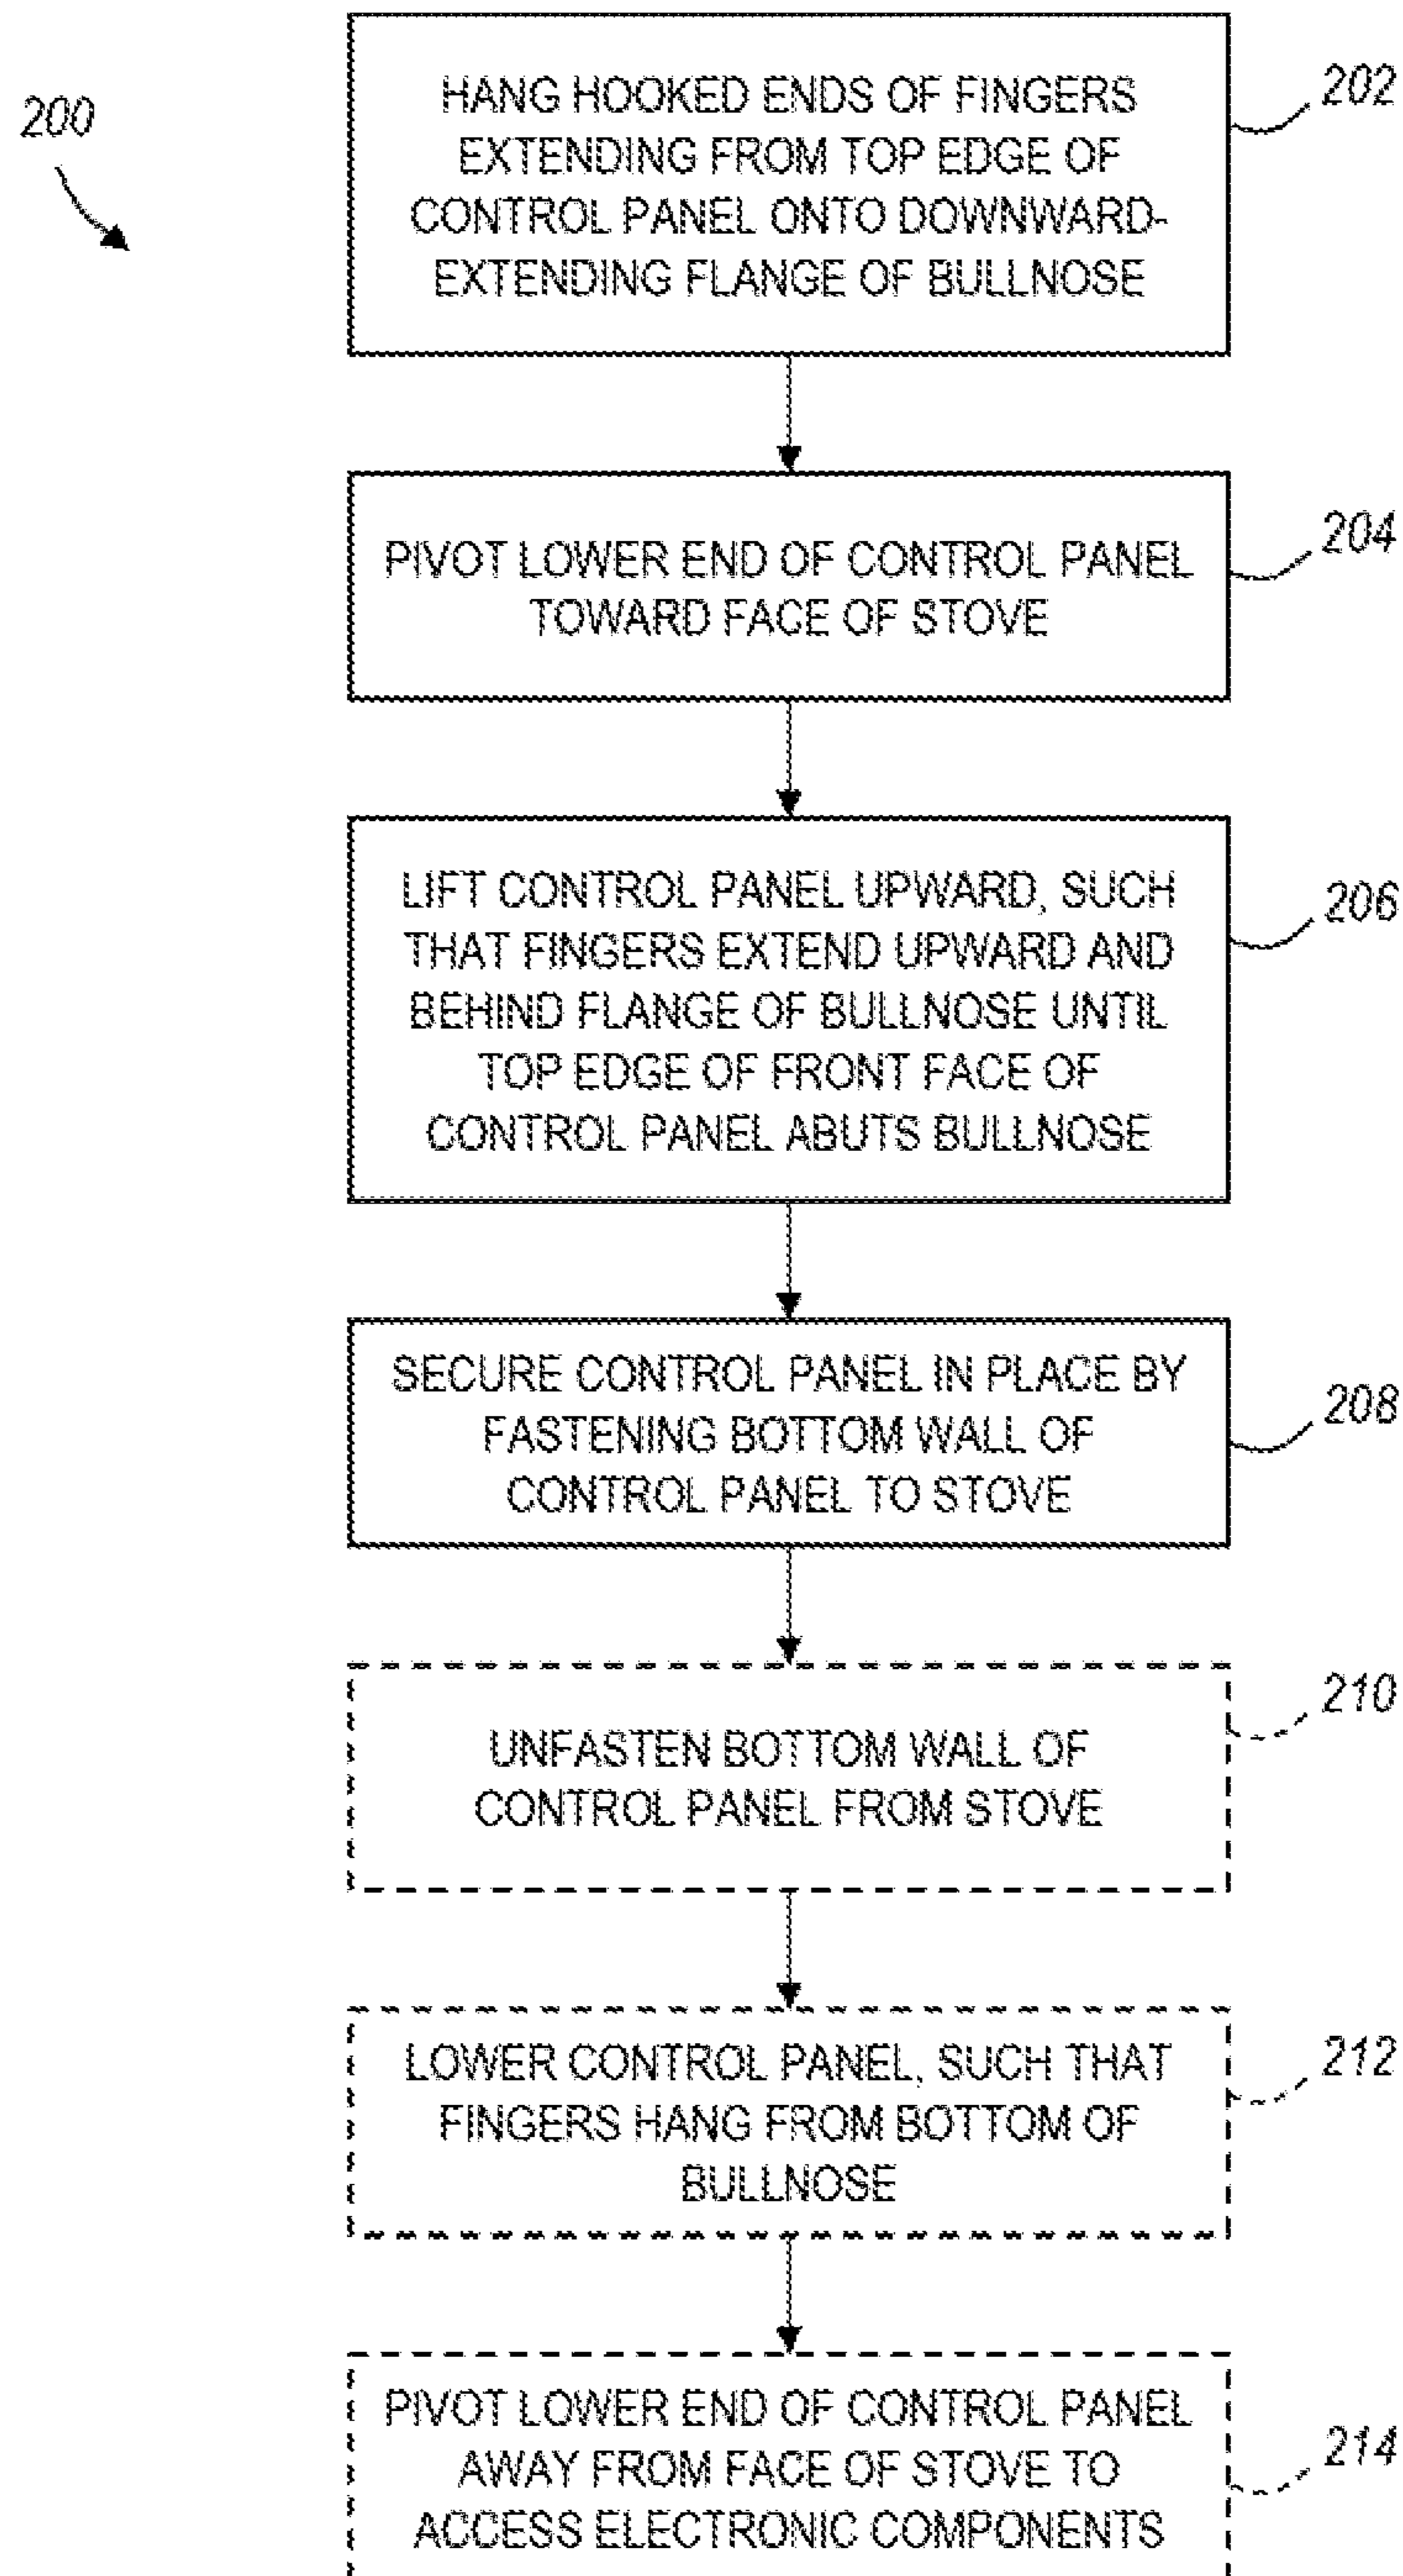 200
HANG HOOKED ENDS OF FINGERS
EXTENDING FROM TOP EDGE OF
CONTROL PANEL ONTO DOWNWARD-
EXTENDING FLANGE OF BULLNOSE
202
PIVOT LOWER END OF CONTROL PANEL
TOWARD FACE OF STOVE
204
LIFT CONTROL PANEL UPWARD, SUCH
THAT FINGERS EXTEND UPWARD AND
BEHIND FLANGE OF BULLNOSE UNTIL
TOP EDGE OF FRONT FACE OF
CONTROL PANEL ABUTS BULLNOSE
206
SECURE CONTROL PANEL IN PLACE BY
FASTENING BOTTOM WALL OF
CONTROL PANEL TO STOVE
208
UNFASTEN BOTTOM WALL OF
CONTROL PANEL FROM STOVE
210
LOWER CONTROL PANEL, SUCH THAT
FINGERS HANG FROM BOTTOM OF
BULLNOSE
212
PIVOT LOWER END OF CONTROL PANEL
AWAY FROM FACE OF STOVE TO
ACCESS ELECTRONIC COMPONENTS
214